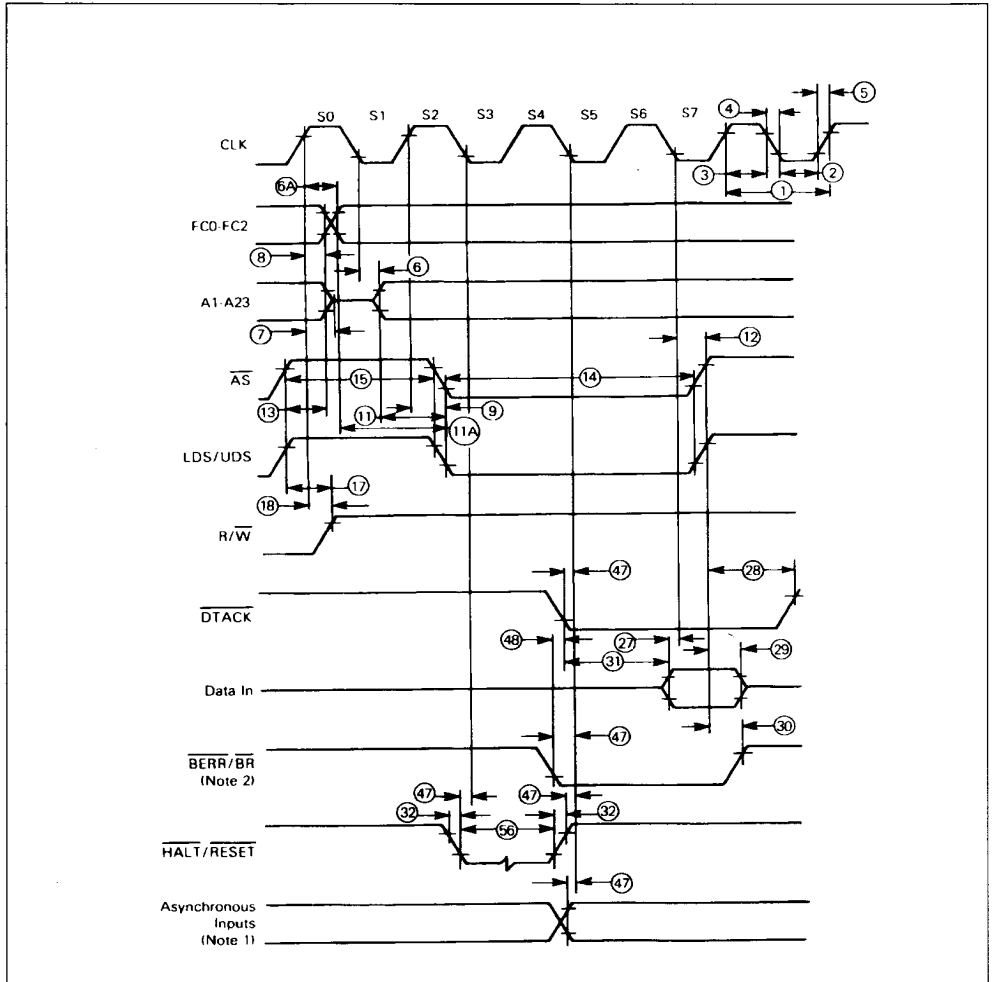 S0 S1 S2 S3 S4 S5 S6 S7
4
5
CLK
3
2
1
6A
FC0-FC2
8
6
A1-A23
7
12
AS
15
14
13
11
9
11A
LDS/UDS
17
18
R/W
47
28
DTACK
48
27
29
31
Data In
30
47
BERR/BR
(Note 2)
47
47
32
32
56
HALT/RESET
47
Asynchronous
Inputs
(Note 1)